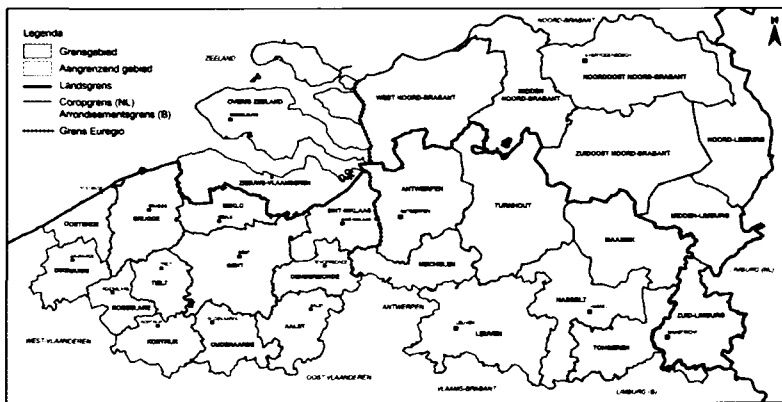 Legenda
Grensgebied
Aangrenzend gebied
Landsgrens
Coropgrens (NL)
Arrondissementsgrens (B)
Grens Euregio
N
NOORD-BRABANT
ZEELAND
OVERIG ZEELAND
WEST NOORD-BRABANT
MIDDEN
NOORD-BRABANT
NOORDOOST NOORD-BRABANT
ZUIDOOST NOORD-BRABANT
NOORD-LIMBURG
ZEEUWS-VLAANDEREN
ANTWERPEN
TURNHOUT
MIDDEN-LIMBURG
OOSTENDE
BRUGGE
EEKLO
SINT-NIKLAAS
MAASEIK
DIKSMUIDE
TIELT
GENT
DENDERMONDE
MECHELEN
LIMBURG (NL)
ROESELARE
HASSELT
ZUID-LIMBURG
WEST-VLAANDEREN
KORTRIJK
OUDENAARDE
AALST
ANTWERPEN
LEUVEN
TONGEREN
MAASTRICHT
OOST VLAANDEREN
VLAAMS-BRABANT
LIMBURG (B)